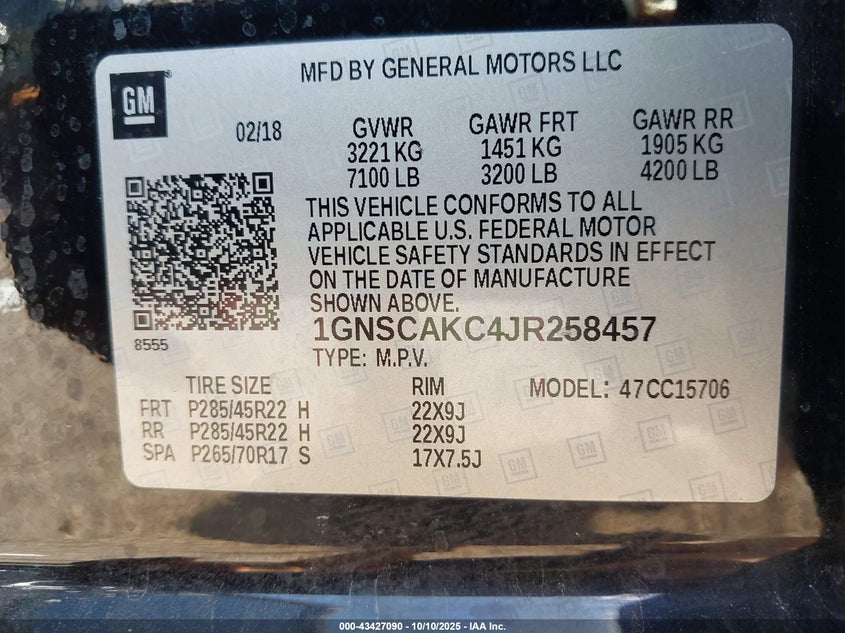 GM
MFD BY GENERAL MOTORS LLC
02/18
GVWR GAWR FRT GAWR RR
3221 KG 1451 KG 1905 KG
7100 LB 3200 LB 4200 LB
THIS VEHICLE CONFORMS TO ALL
APPLICABLE U.S. FEDERAL MOTOR
VEHICLE SAFETY STANDARDS IN EFFECT
ON THE DATE OF MANUFACTURE
SHOWN ABOVE.
8555
1GNSCAKC4JR258457
TYPE: M.P.V.
TIRE SIZE RIM MODEL: 47CC15706
FRT P285/45R22 H 22X9J
RR P285/45R22 H 22X9J
SPA P265/70R17 S 17X7.5J
000-43427090 - 10/10/2025 - IAA Inc.